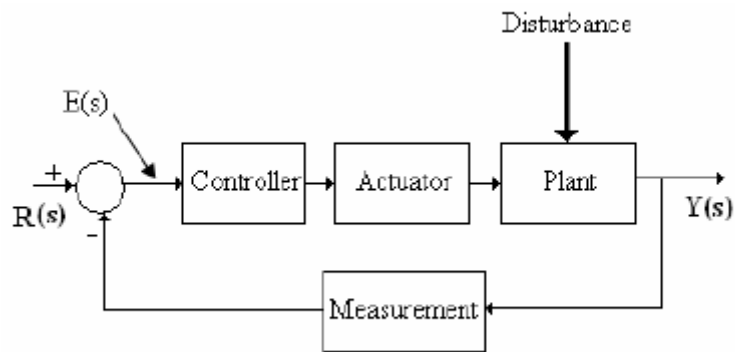 Disturbance
E(s)
+
Controller
Actuator
Plant
R(s)
-
Y(s)
Measurement